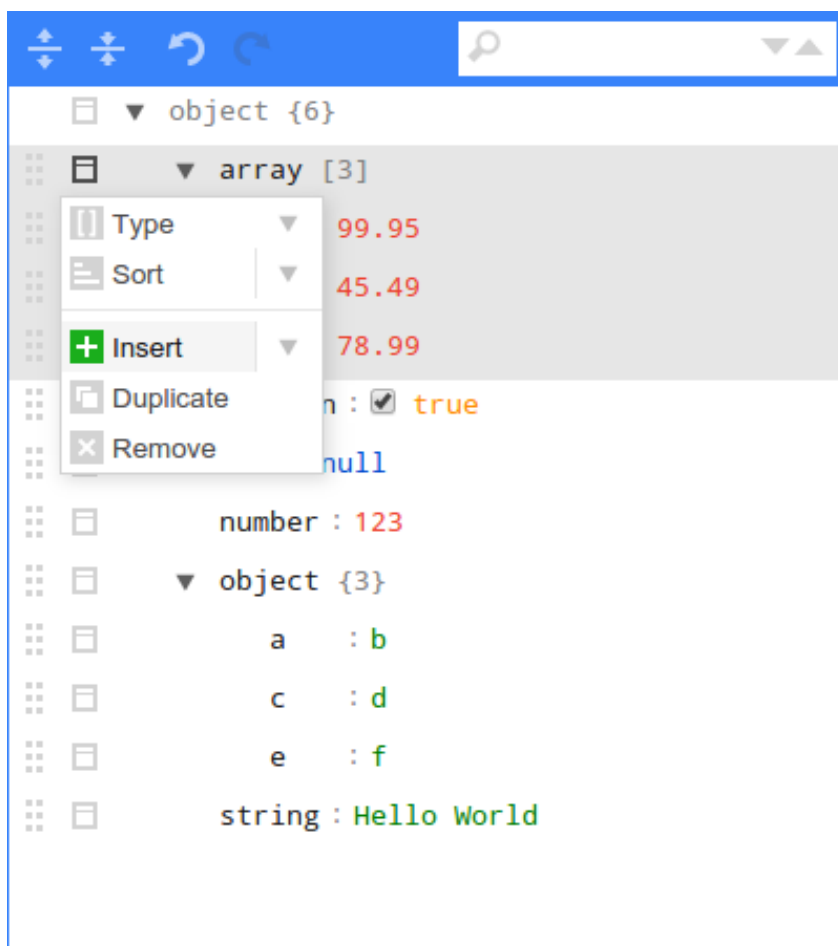 object {6}
array [3]
Type 99.95
Sort 45.49
Insert 78.99
Duplicate n : true
Remove null
number : 123
object {3}
a : b
c : d
e : f
string : Hello World